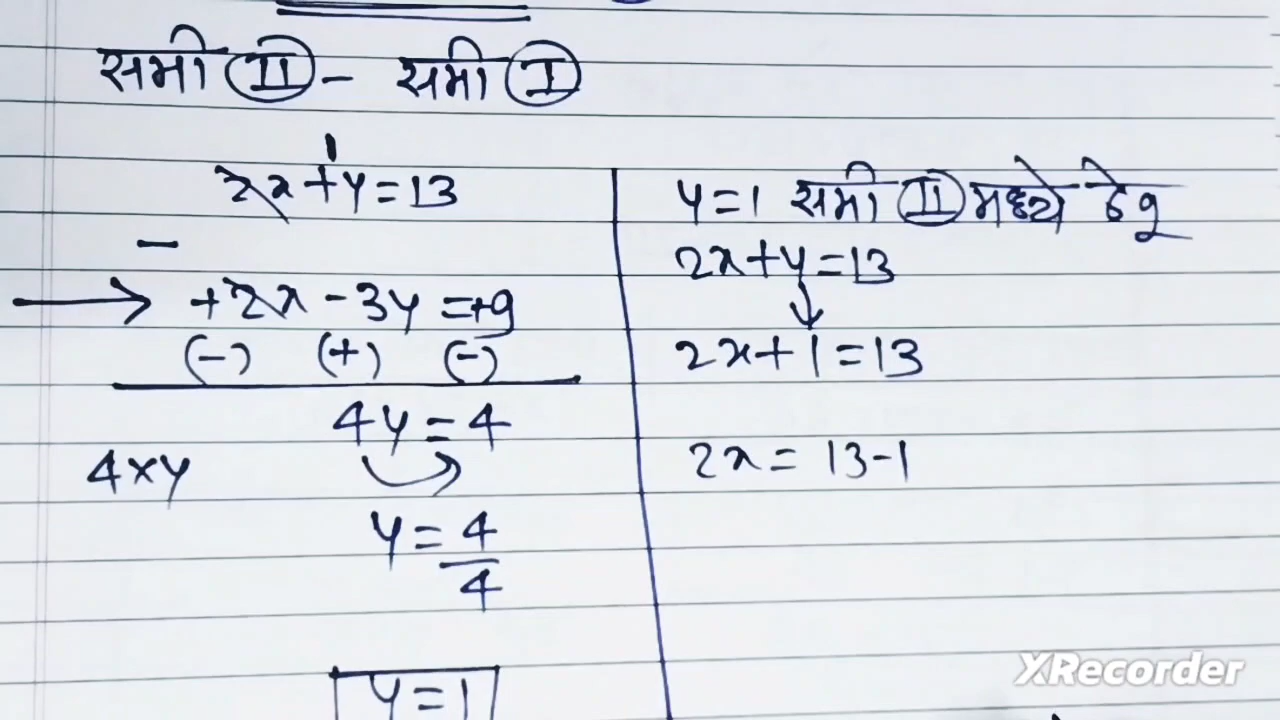 समी II - समी I
1
2x + y = 13
−
→ +2x - 3y = +9
(-) (+) (-)
4y = 4
4×y
y = 4/4
y = 1
y = 1 समी II मध्ये ठेवू
2x + y = 13
↓
2x + 1 = 13
2x = 13 - 1
XRecorder